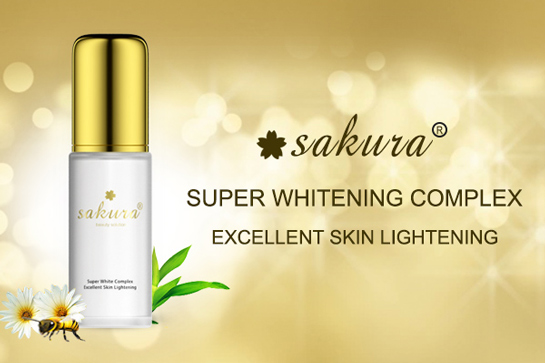 sakura®
SUPER WHITENING COMPLEX
EXCELLENT SKIN LIGHTENING
sakura®
Super White Complex
Excellent Skin Lightening